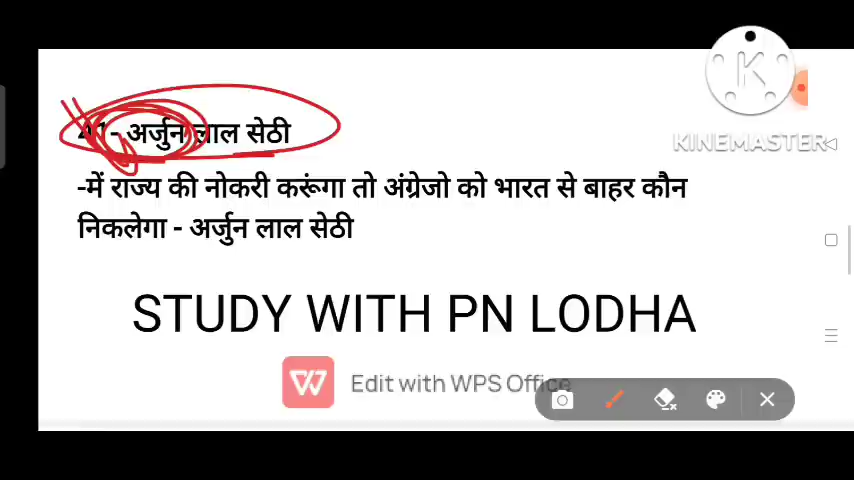 KINEMASTER
41- अर्जुन लाल सेठी
-में राज्य की नोकरी करूंगा तो अंग्रेजो को भारत से बाहर कौन
निकलेगा - अर्जुन लाल सेठी
STUDY WITH PN LODHA
Edit with WPS Office